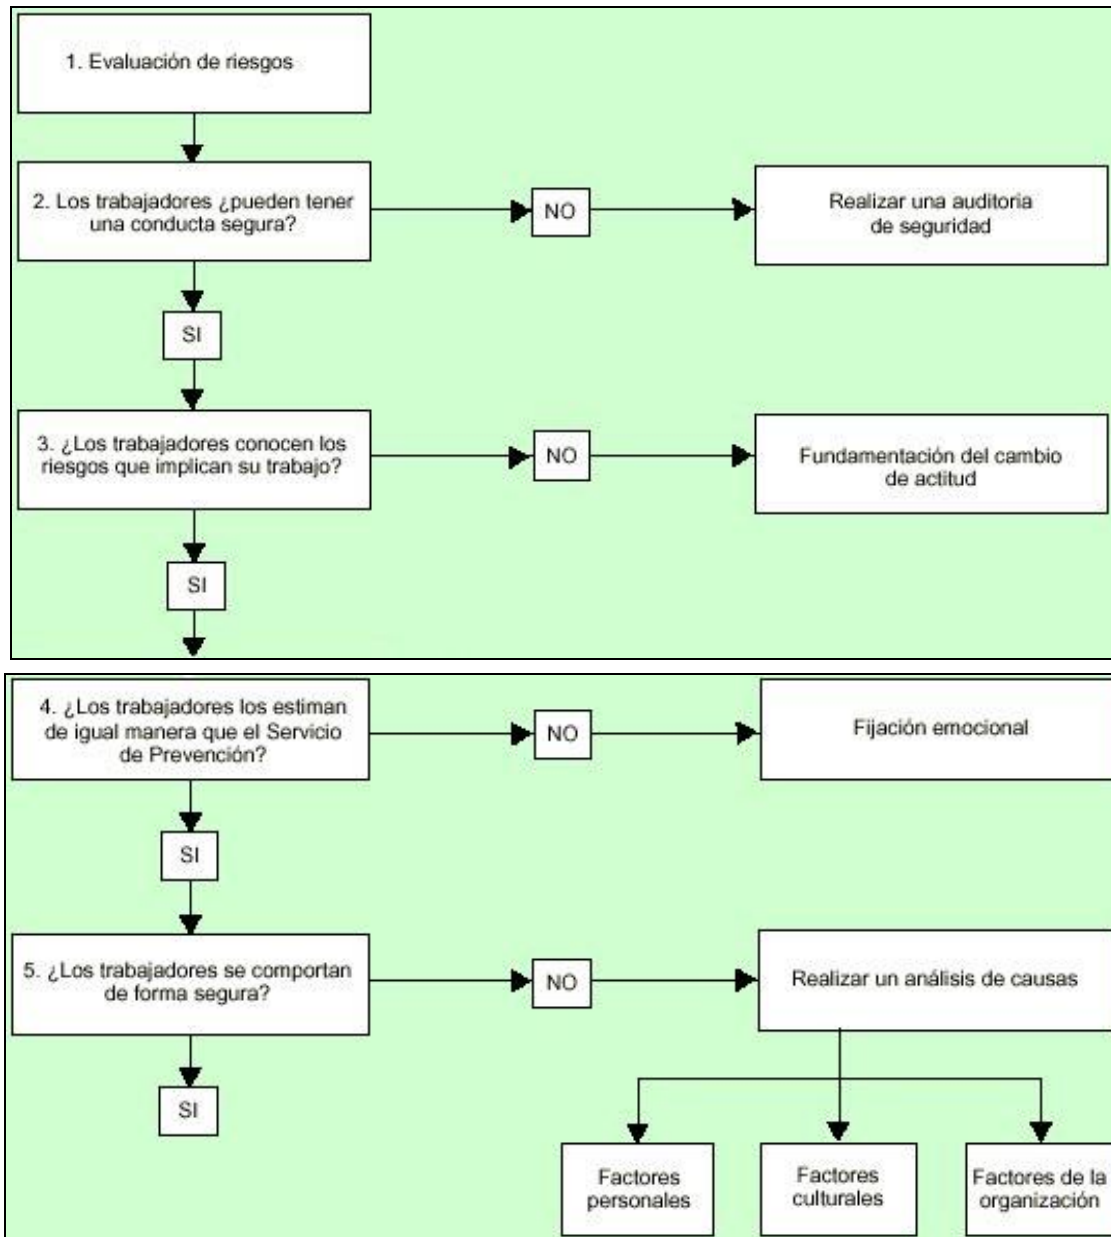 1. Evaluación de riesgos
2. Los trabajadores ¿pueden tener
una conducta segura?
NO
Realizar una auditoria
de seguridad
SI
3. ¿Los trabajadores conocen los
riesgos que implican su trabajo?
NO
Fundamentación del cambio
de actitud
SI
4. ¿Los trabajadores los estiman
de igual manera que el Servicio
de Prevención?
NO
Fijación emocional
SI
5. ¿Los trabajadores se comportan
de forma segura?
NO
Realizar un análisis de causas
SI
Factores
personales
Factores
culturales
Factores de la
organización